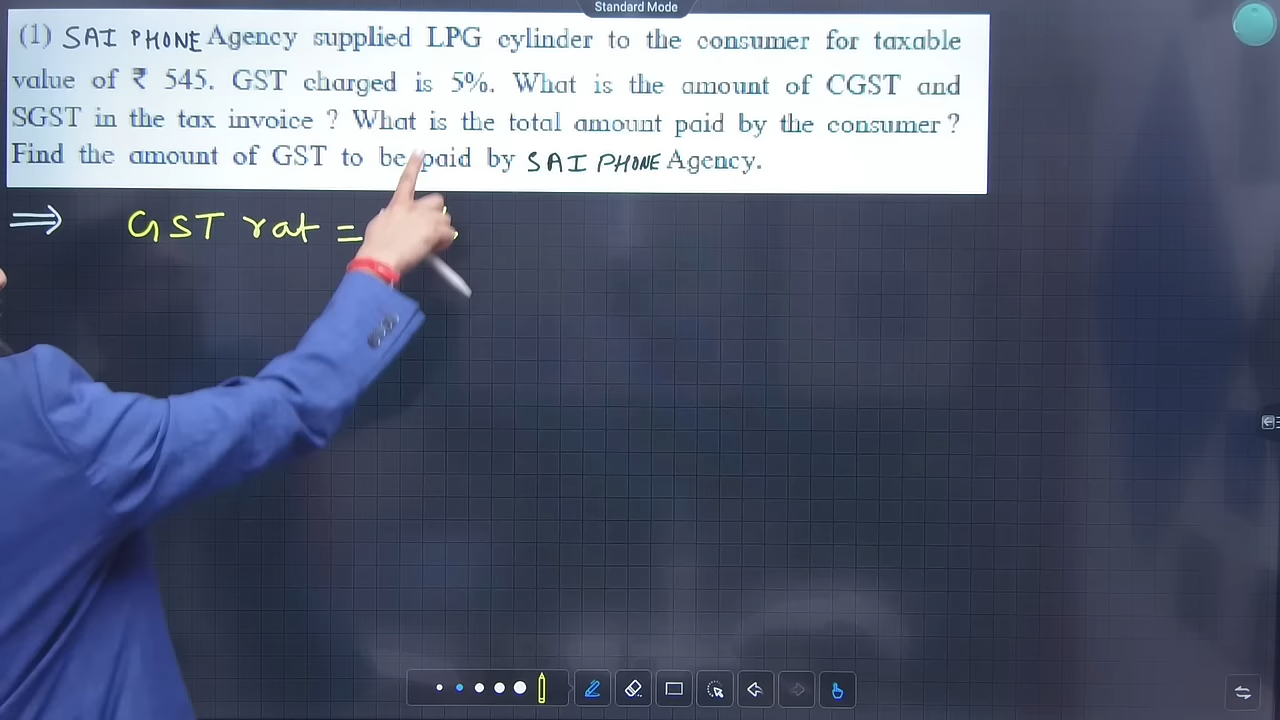 Standard Mode
(1) SAI PHONE Agency supplied LPG cylinder to the consumer for taxable
value of ₹ 545. GST charged is 5%. What is the amount of CGST and
SGST in the tax invoice ? What is the total amount paid by the consumer ?
Find the amount of GST to be paid by SAI PHONE Agency.
⇒ GST rat =